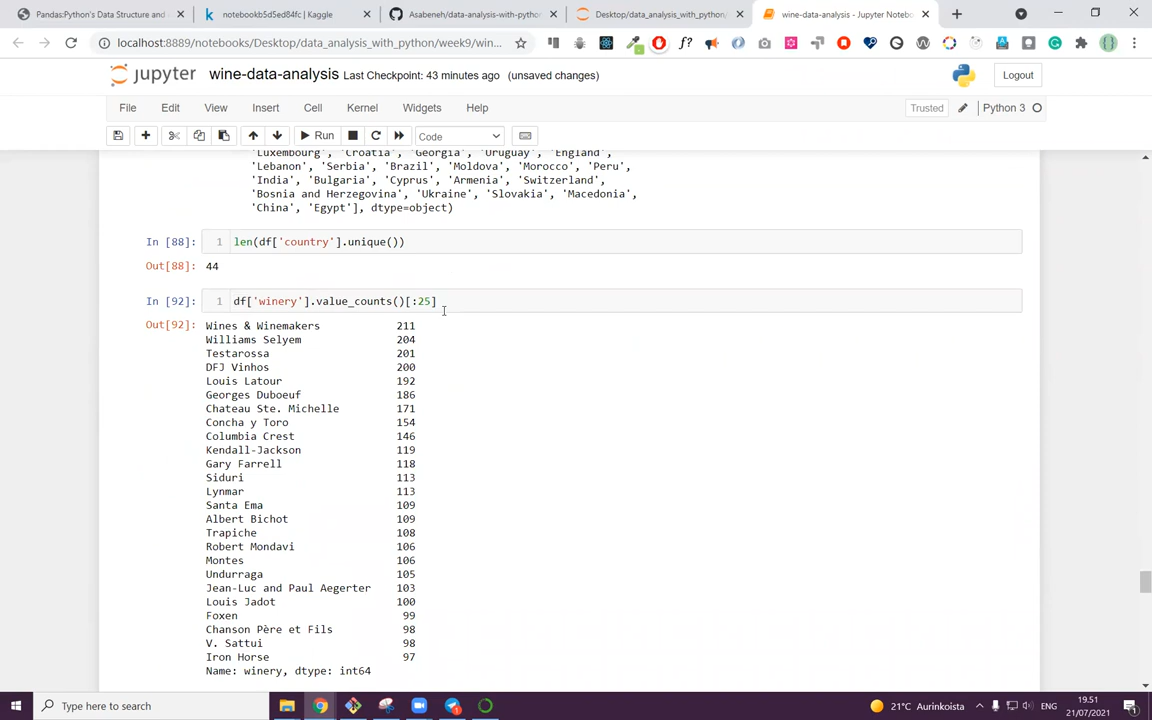 Pandas:Python's Data Structure and
notebookb5d5ed84fc | Kaggle
Asabeneh/data-analysis-with-python
Desktop/data_analysis_with_python/
wine-data-analysis - Jupyter Notebo
localhost:8889/notebooks/Desktop/data_analysis_with_python/week9/win...
f?
jupyter wine-data-analysis Last Checkpoint: 43 minutes ago (unsaved changes)
Logout
File Edit View Insert Cell Kernel Widgets Help
Trusted
Python 3
Run
Code
'Luxembourg', 'Croatia', 'Georgia', 'Uruguay', 'England',
'Lebanon', 'Serbia', 'Brazil', 'Moldova', 'Morocco', 'Peru',
'India', 'Bulgaria', 'Cyprus', 'Armenia', 'Switzerland',
'Bosnia and Herzegovina', 'Ukraine', 'Slovakia', 'Macedonia',
'China', 'Egypt'], dtype=object)
In [88]: 1 len(df['country'].unique())
Out[88]: 44
In [92]: 1 df['winery'].value_counts()[:25]
Out[92]: Wines & Winemakers 211
Williams Selyem 204
Testarossa 201
DFJ Vinhos 200
Louis Latour 192
Georges Duboeuf 186
Chateau Ste. Michelle 171
Concha y Toro 154
Columbia Crest 146
Kendall-Jackson 119
Gary Farrell 118
Siduri 113
Lynmar 113
Santa Ema 109
Albert Bichot 109
Trapiche 108
Robert Mondavi 106
Montes 106
Undurraga 105
Jean-Luc and Paul Aegerter 103
Louis Jadot 100
Foxen 99
Chanson Père et Fils 98
V. Sattui 98
Iron Horse 97
Name: winery, dtype: int64
Type here to search
21°C Aurinkoista
ENG
19.51
21/07/2021